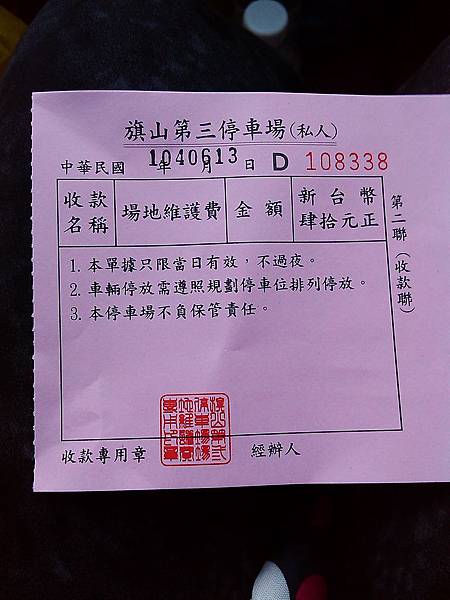 旗山第三停車場(私人)
中華民國 1040613 年 月 日 D 108338
收款名稱 場地維護費 金額 新台幣肆拾元正
1. 本單據只限當日有效，不過夜。
2. 車輛停放需遵照規劃停車位排列停放。
3. 本停車場不負保管責任。
第二聯(收款聯)
收款專用章 經辦人